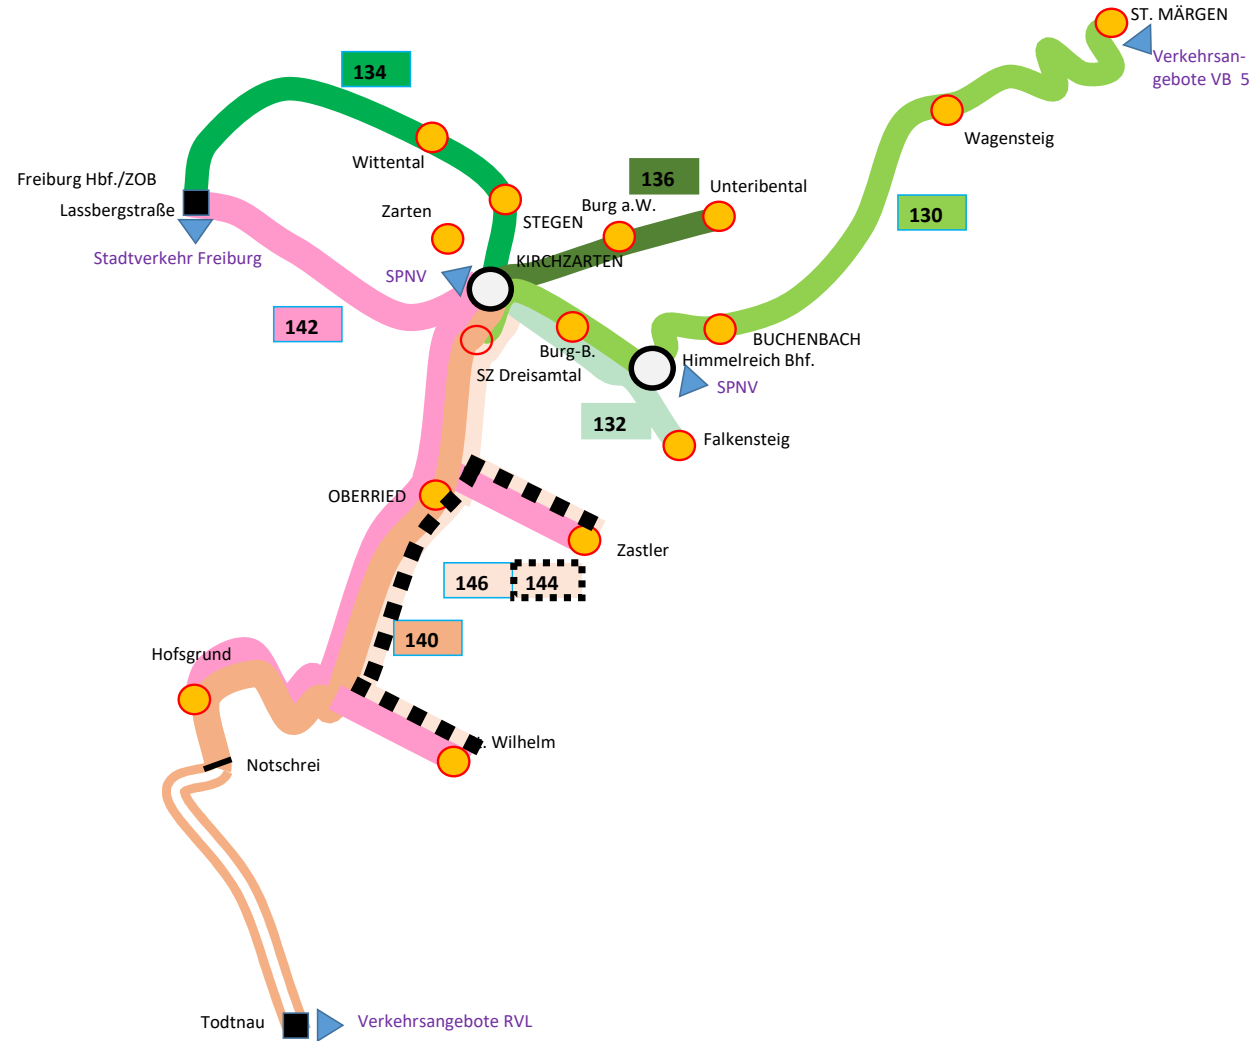 ST. MÄRGEN
Verkehrsan-
gebote VB 5
134
Wagensteig
Wittental
Freiburg Hbf./ZOB
Lassbergstraße
136
Unteribental
Burg a.W.
Zarten
STEGEN
130
Stadtverkehr Freiburg
KIRCHZARTEN
SPNV
142
BUCHENBACH
Burg-B.
Himmelreich Bhf.
SZ Dreisamtal
SPNV
132
Falkensteig
OBERRIED
Zastler
146
144
140
Hofsgrund
Wilhelm
Notschrei
Todtnau
Verkehrsangebote RVL